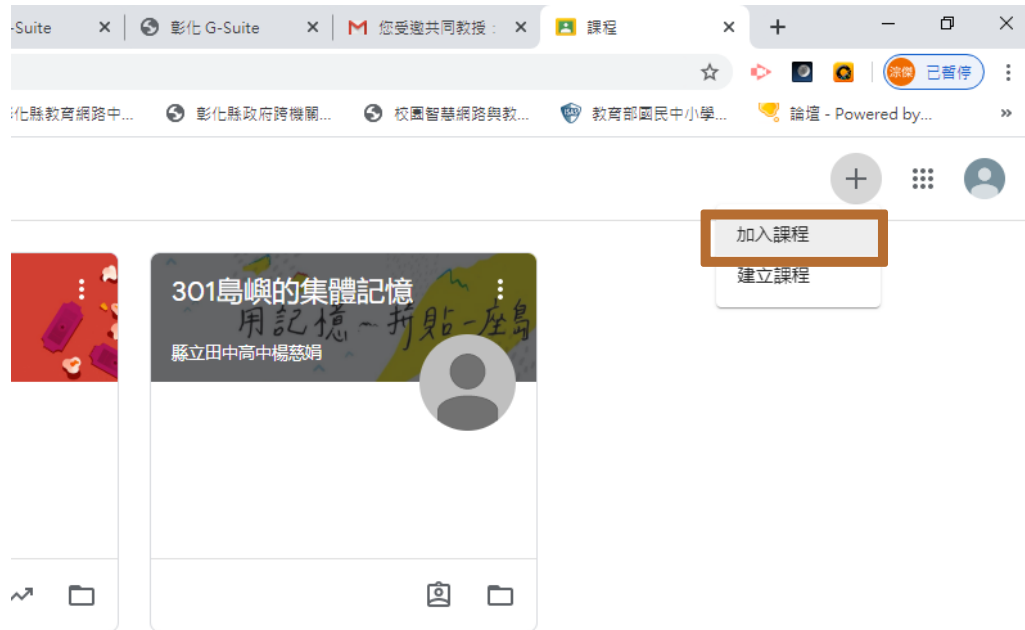 -Suite
彰化 G-Suite
您受邀共同教授：
課程
涂傑
已暫停
彰化縣教育網路中...
彰化縣政府跨機關...
校園智慧網路與教...
教育部國民中小學...
論壇 - Powered by...
加入課程
建立課程
301島嶼的集體記憶
用記憶~拼貼-座島
縣立田中高中楊慈娟